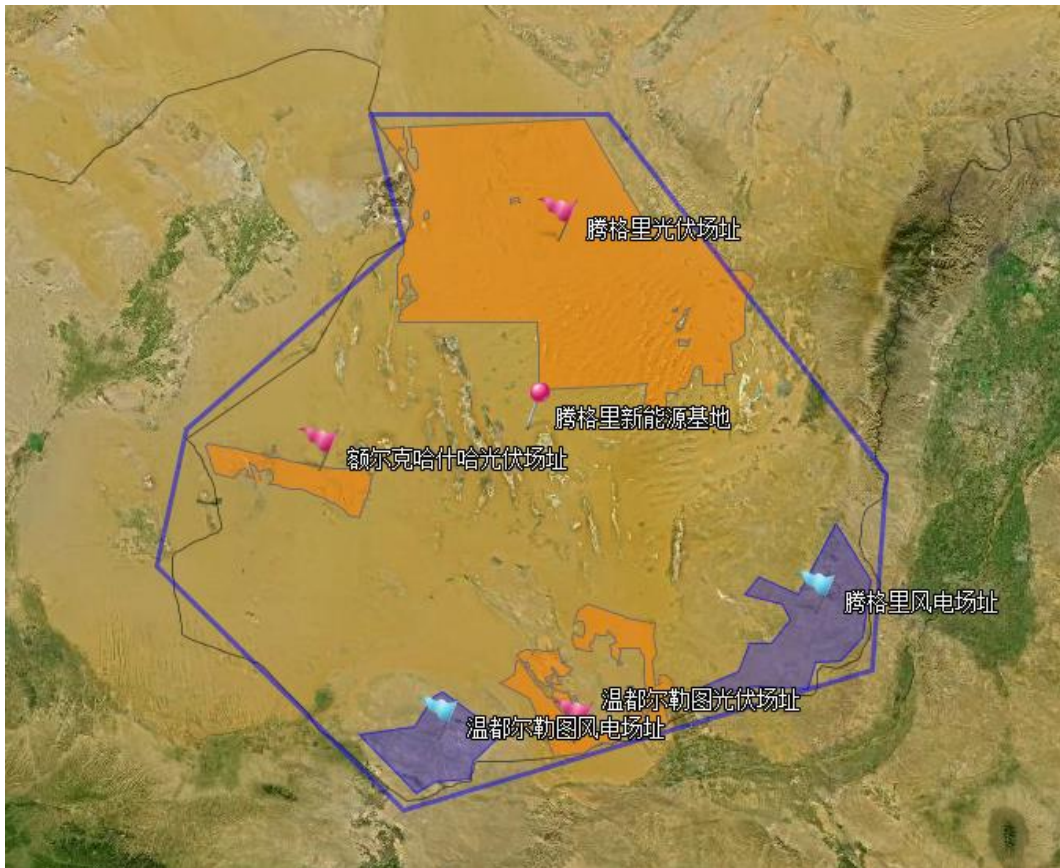 腾格里光伏场址
腾格里新能源基地
额尔克哈什哈光伏场址
腾格里风电场址
温都尔勒图光伏场址
温都尔勒图风电场址